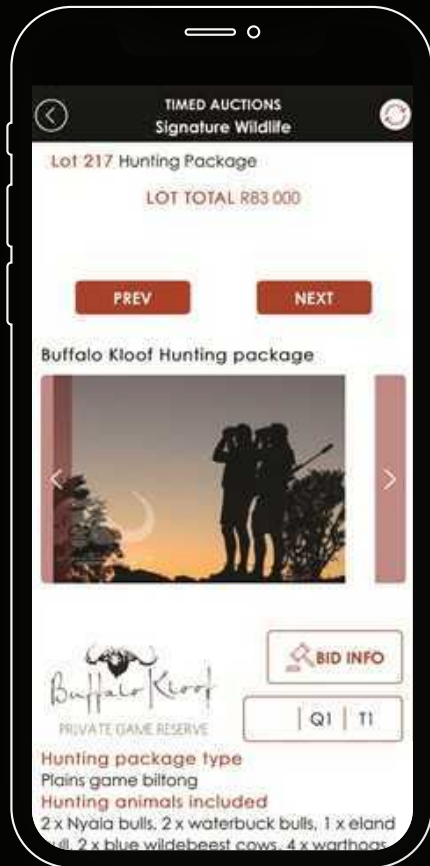 TIMED AUCTIONS
Signature Wildlife
Lot 217 Hunting Package
LOT TOTAL R83 000
PREV
NEXT
Buffalo Kloof Hunting package
Buffalo Kloof
PRIVATE GAME RESERVE
BID INFO
| Q1 | T1
Hunting package type
Plains game biltong
Hunting animals included
2 x Nyala bulls, 2 x waterbuck bulls, 1 x eland
bull, 2 x blue wildebeest cows, 4 x warthogs